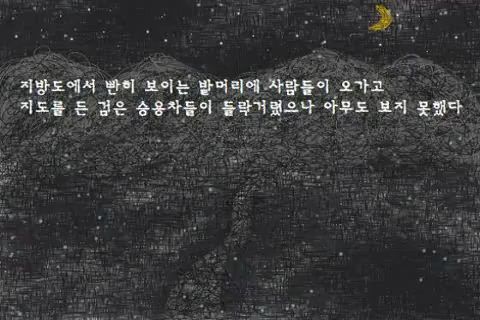 지방도에서 빤히 보이는 밭머리에 사람들이 오가고
지도를 든 검은 승용차들이 들락거렸으나 아무도 보지 못했다